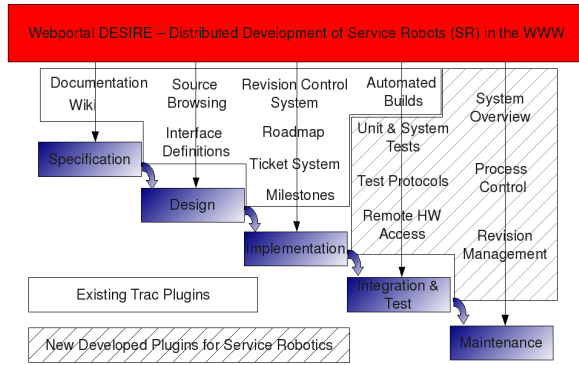 Webportal DESIRE – Distributed Development of Service Robots (SR) in the WWW
Documentation
Wiki
Source
Browsing
Interface
Definitions
Revision Control
System
Roadmap
Ticket System
Milestones
Automated
Builds
Unit & System
Tests
Test Protocols
Remote HW
Access
System
Overview
Process
Control
Revision
Management
Specification
Design
Implementation
Integration &
Test
Maintenance
Existing Trac Plugins
New Developed Plugins for Service Robotics